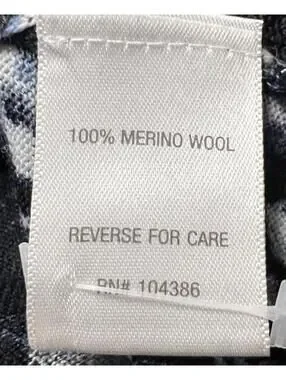 100% MERINO WOOL
REVERSE FOR CARE
RN# 104386